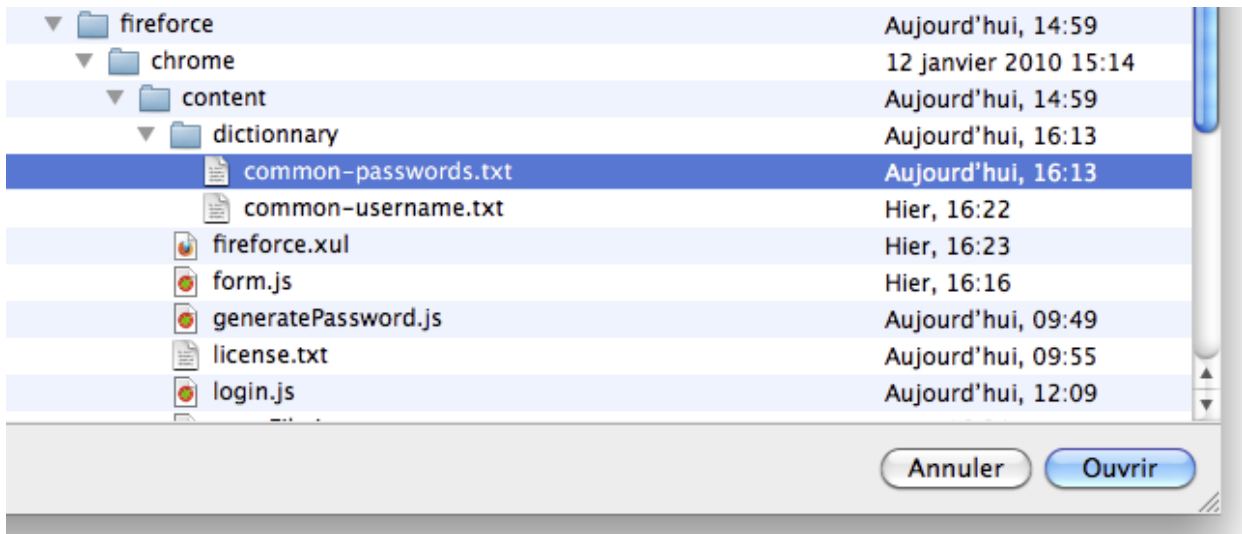 fireforce Aujourd'hui, 14:59
chrome 12 janvier 2010 15:14
content Aujourd'hui, 14:59
dictionnary Aujourd'hui, 16:13
common-passwords.txt Aujourd'hui, 16:13
common-username.txt Hier, 16:22
fireforce.xul Hier, 16:23
form.js Hier, 16:16
generatePassword.js Aujourd'hui, 09:49
license.txt Aujourd'hui, 09:55
login.js Aujourd'hui, 12:09
Annuler Ouvrir